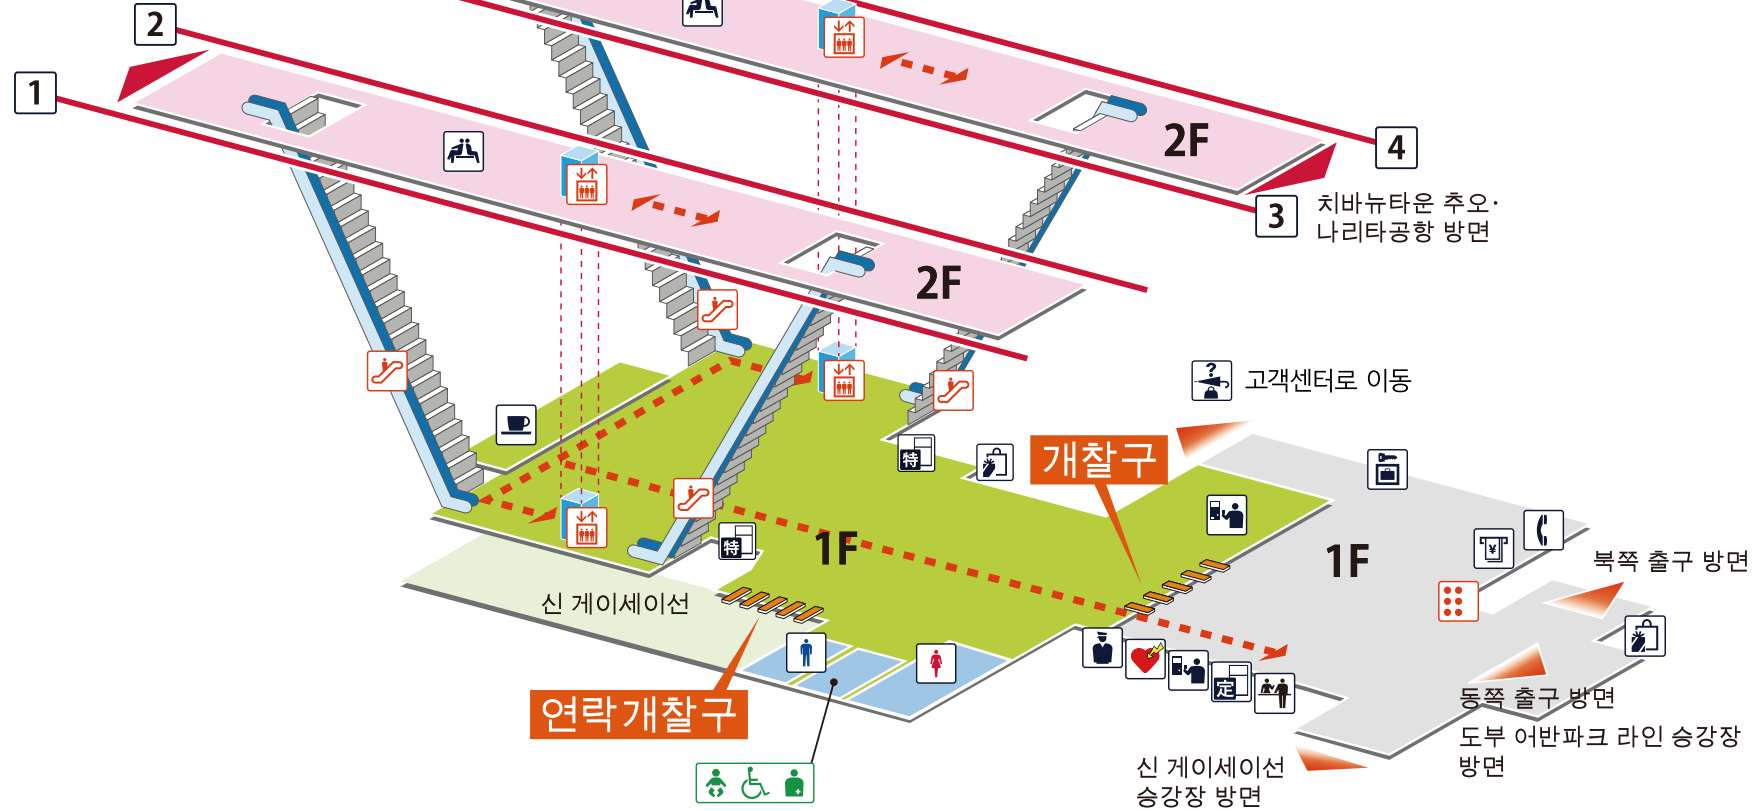 2
1
2F
4
3
치바뉴타운 추오·
나리타공항 방면
2F
?
고객센터로 이동
特
개찰구
特
1F
1F
¥
북쪽 출구 방면
신 게이세이선
定
연락개찰구
동쪽 출구 방면
도부 어반파크 라인 승강장
방면
신 게이세이선
승강장 방면